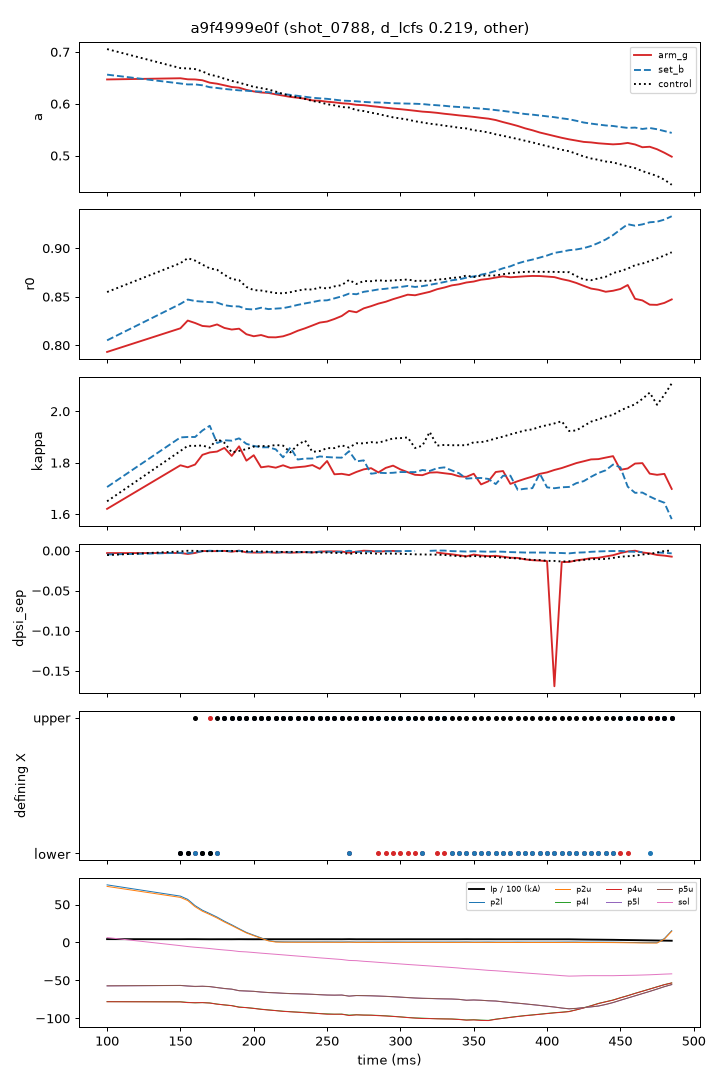 a9f4999e0f (shot_0788, d_lcfs 0.219, other)
0.7
0.6
0.5
a
arm_g
set_b
control
0.90
0.85
0.80
r0
2.0
1.8
1.6
kappa
0.00
−0.05
−0.10
−0.15
dpsi_sep
upper
lower
defining X
50
0
−50
−100
Ip / 100 (kA)
p2l
p2u
p4l
p4u
p5l
p5u
sol
100 150 200 250 300 350 400 450 500
time (ms)